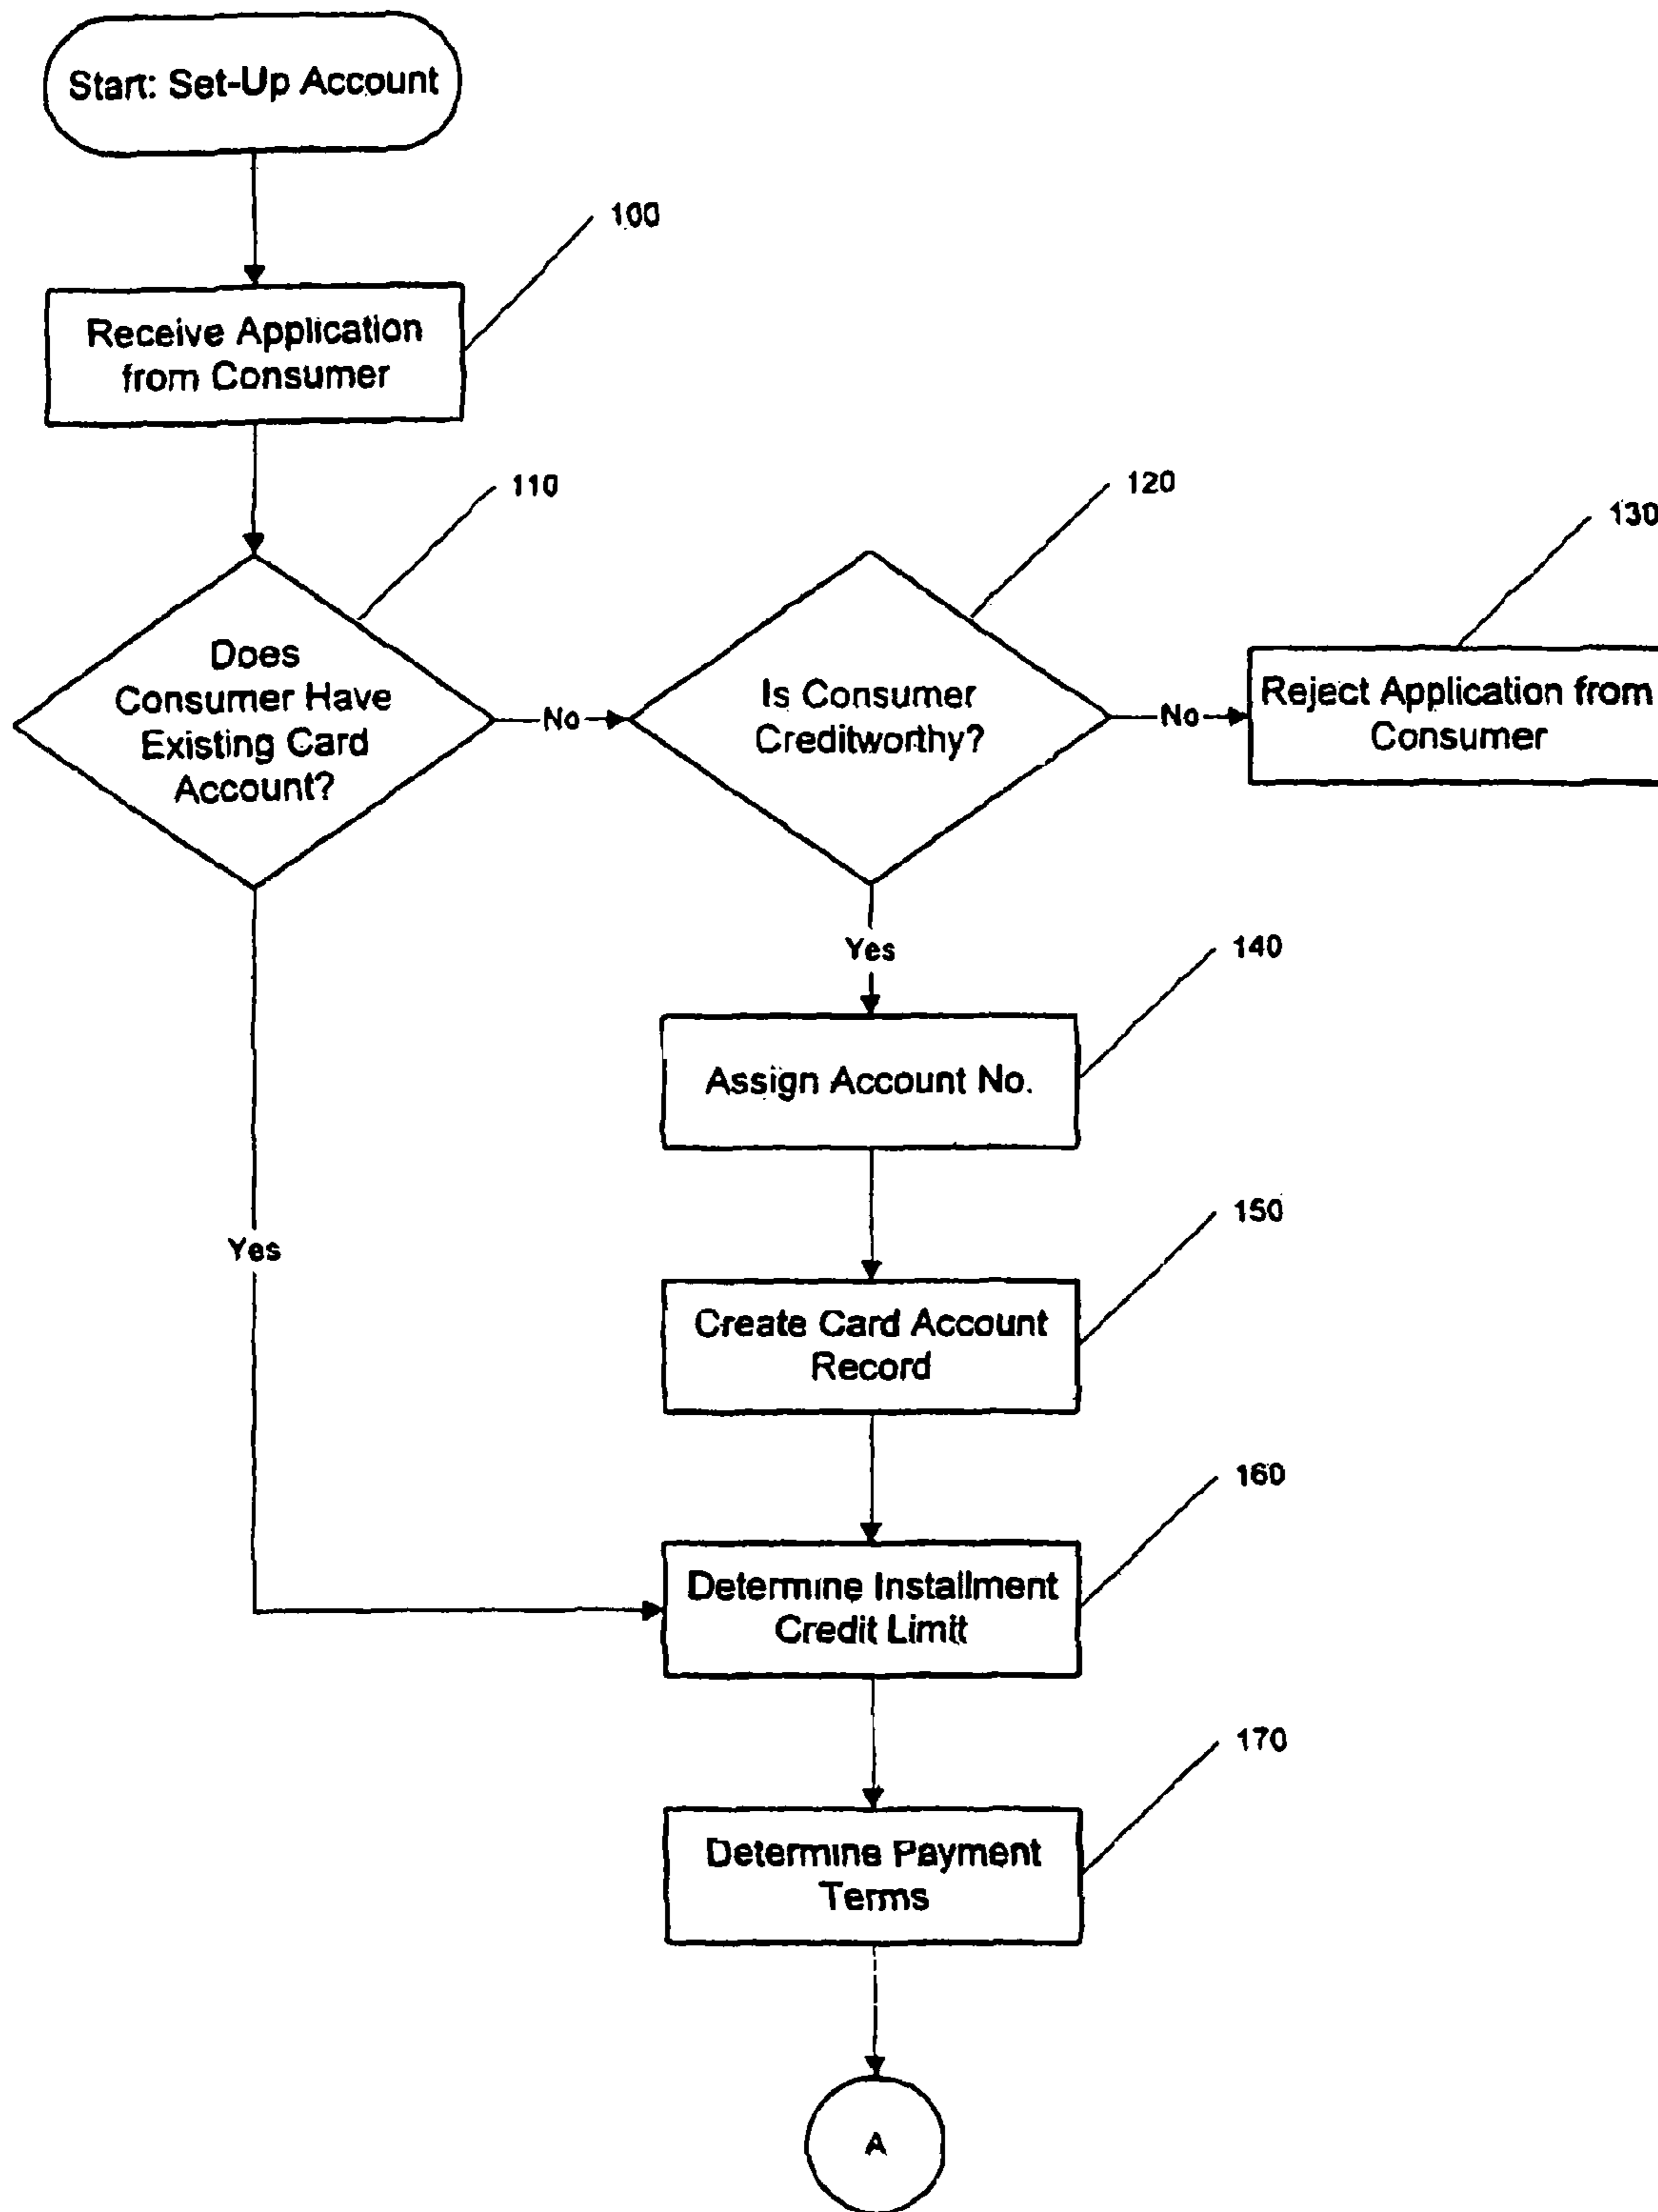 Start: Set-Up Account
100
Receive Application
from Consumer
110
120
130
Does
Consumer Have
Existing Card
Account?
No
Is Consumer
Creditworthy?
No
Reject Application from
Consumer
Yes
140
Assign Account No.
150
Yes
Create Card Account
Record
160
Determine Installment
Credit Limit
170
Determine Payment
Terms
A